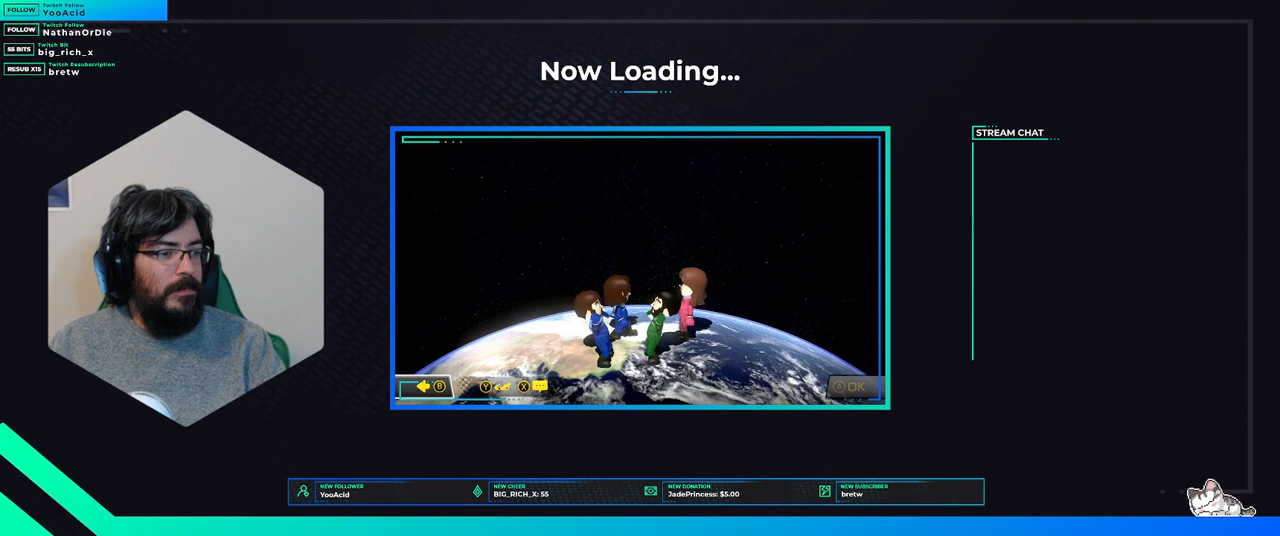 FOLLOW Twitch Follow
YooAcid
FOLLOW Twitch Follow
NathanOrDie
55 BITS Twitch Bit
big_rich_x
RESUB X15 Twitch Resubscription
bretw
Now Loading...
STREAM CHAT
B Y X A OK
NEW FOLLOWER
YooAcid
NEW CHEER
BIG_RICH_X: 55
NEW DONATION
JadePrincess: $5.00
NEW SUBSCRIBER
bretw